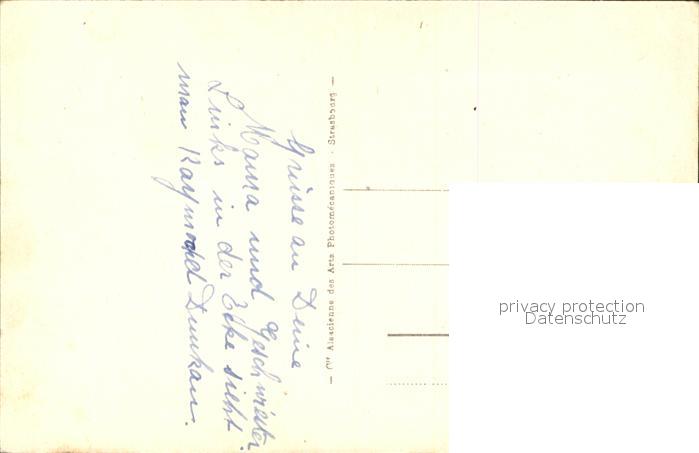 Grüsse an Deine
Mama und Geschwister.
Links in der Ecke sieht
man Raymond Dunkan.
— Cie Alsacienne des Arts Photomécaniques - Strasbourg —
privacy protection
Datenschutz